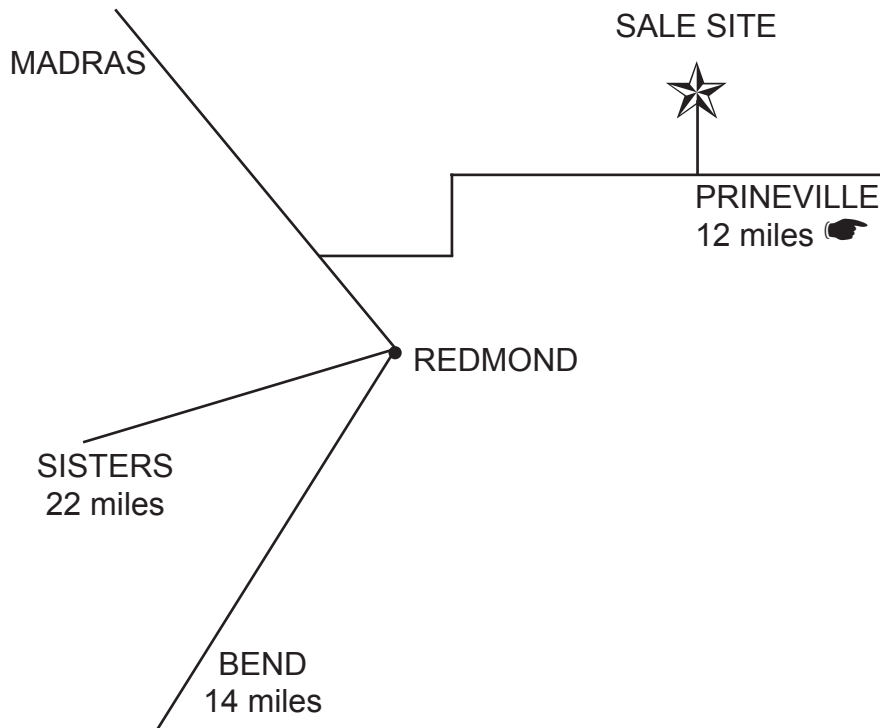 SALE SITE
MADRAS
PRINEVILLE
12 miles
REDMOND
SISTERS
22 miles
BEND
14 miles